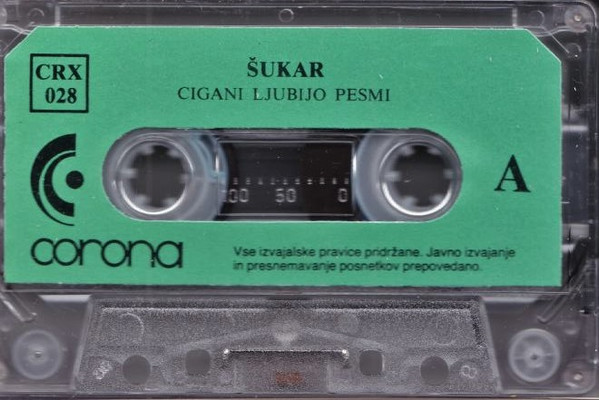 CRX
028
ŠUKAR
CIGANI LJUBIJO PESMI
100 50 0
A
corona
Vse izvajalske pravice pridržane. Javno izvajanje
in presnemavanje posnetkov prepovedano.